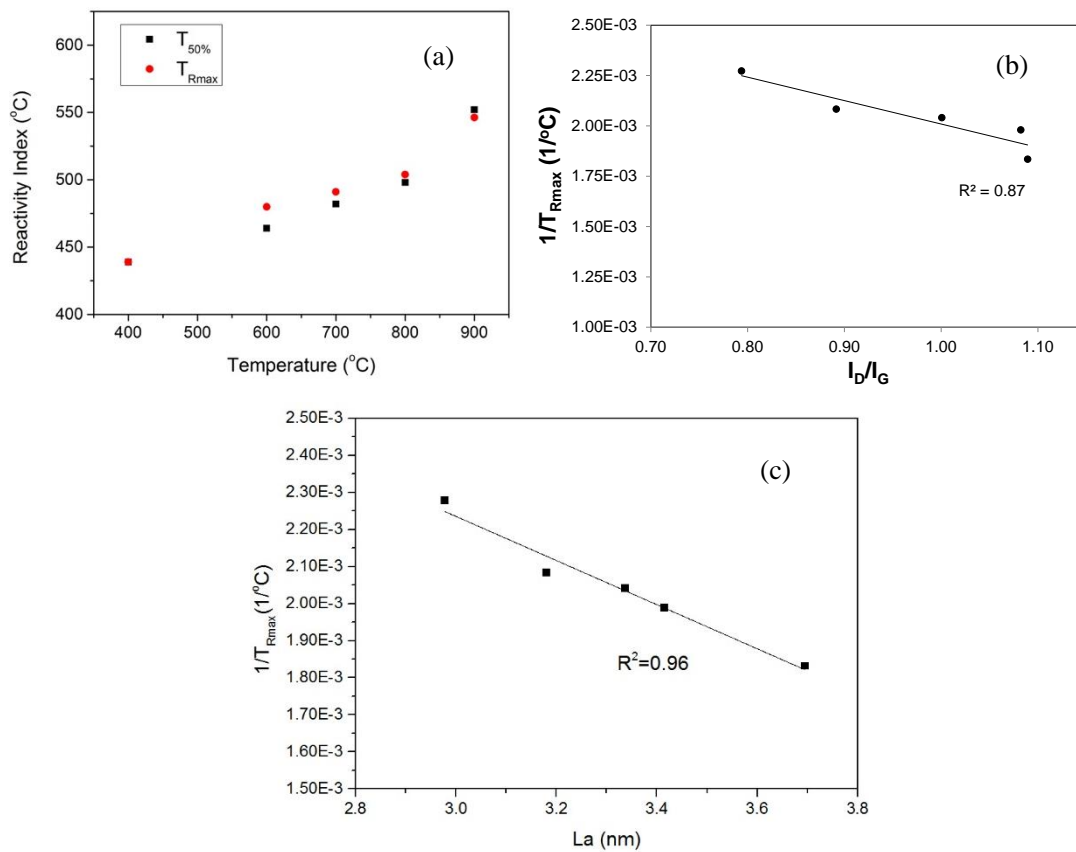 (a)
T50%
TRmax
Reactivity Index (°C)
600
550
500
450
400
400 500 600 700 800 900
Temperature (°C)
(b)
1/TRmax (1/°C)
2.50E-03
2.25E-03
2.00E-03
1.75E-03
1.50E-03
1.25E-03
1.00E-03
R² = 0.87
0.70 0.80 0.90 1.00 1.10
ID/IG
(c)
1/TRmax (1/°C)
2.50E-3
2.40E-3
2.30E-3
2.20E-3
2.10E-3
2.00E-3
1.90E-3
1.80E-3
1.70E-3
1.60E-3
1.50E-3
R²=0.96
2.8 3.0 3.2 3.4 3.6 3.8
La (nm)